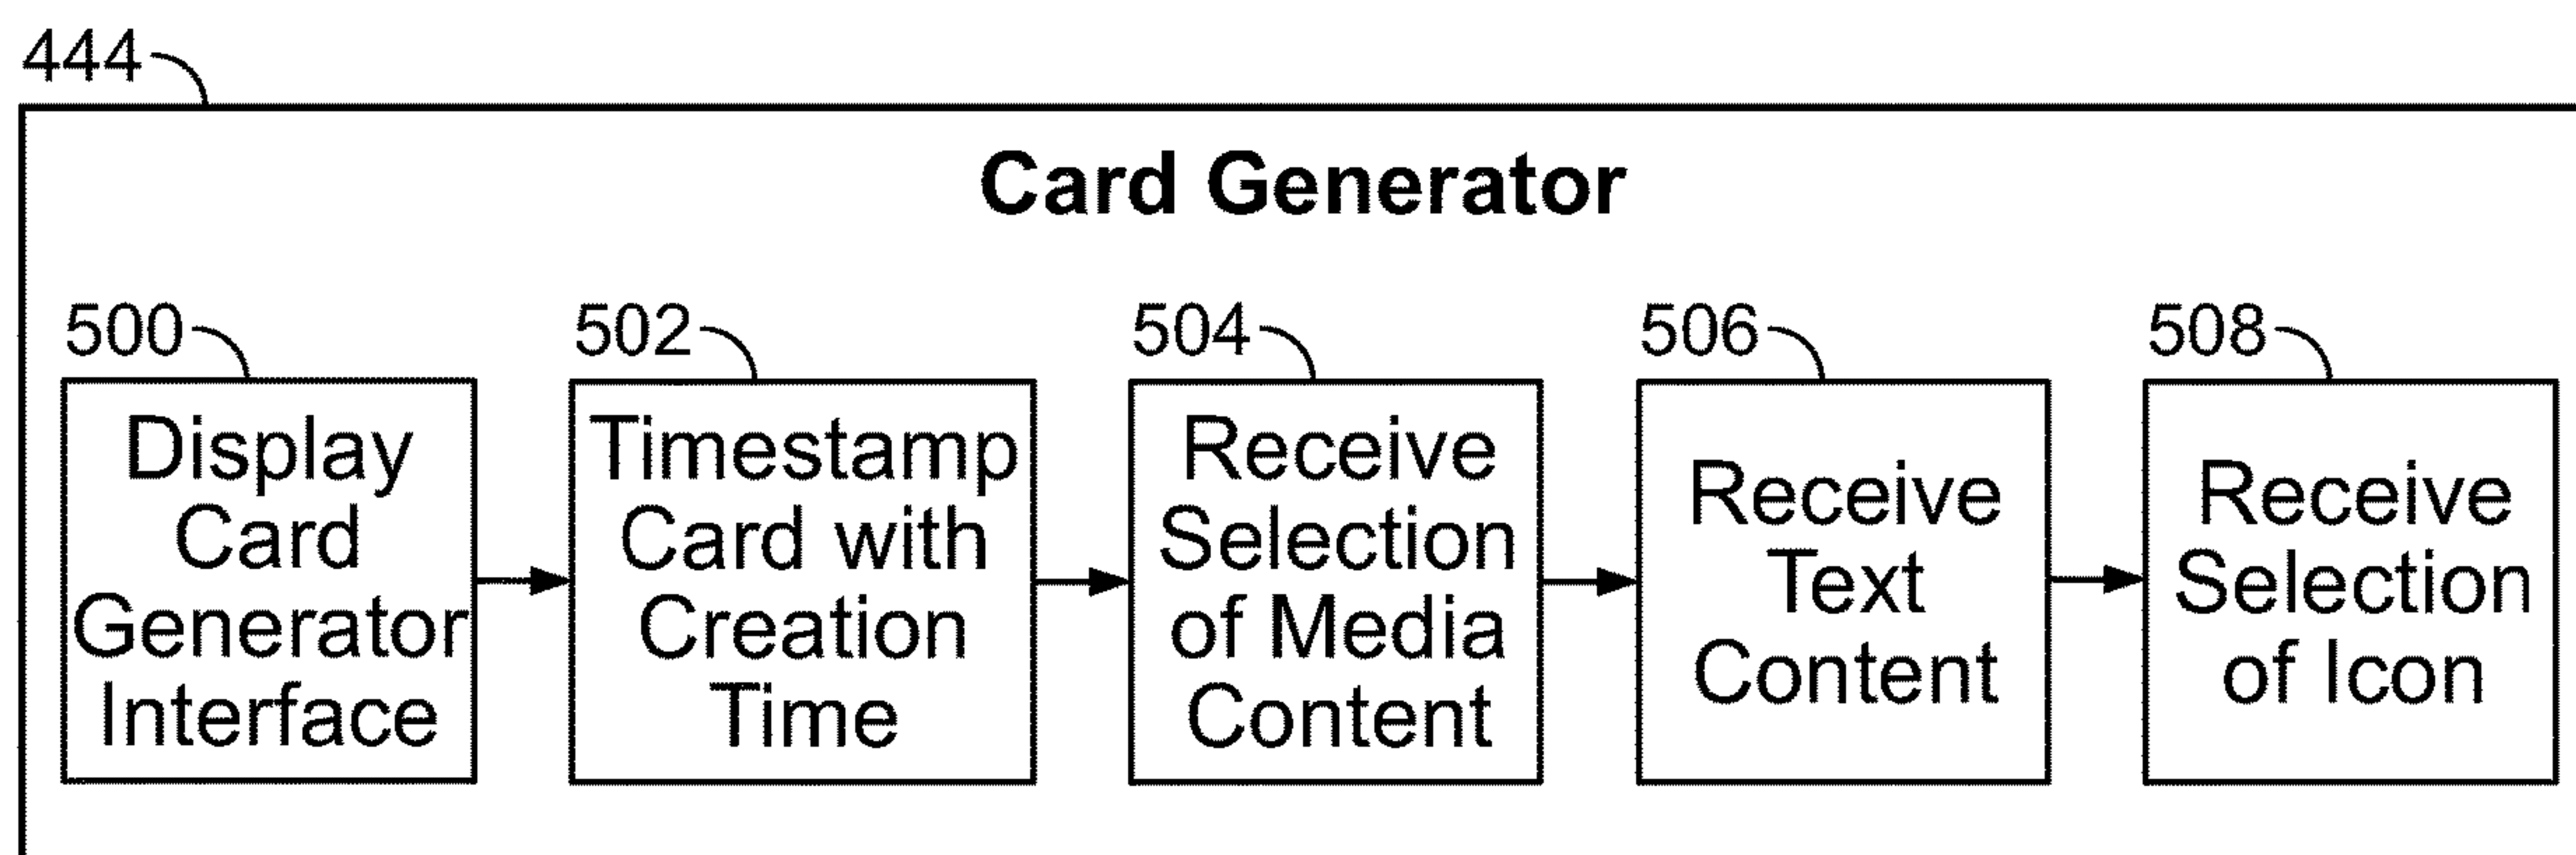 444
Card Generator
500
502
504
506
508
Display
Card
Generator
Interface
Timestamp
Card with
Creation
Time
Receive
Selection
of Media
Content
Receive
Text
Content
Receive
Selection
of Icon